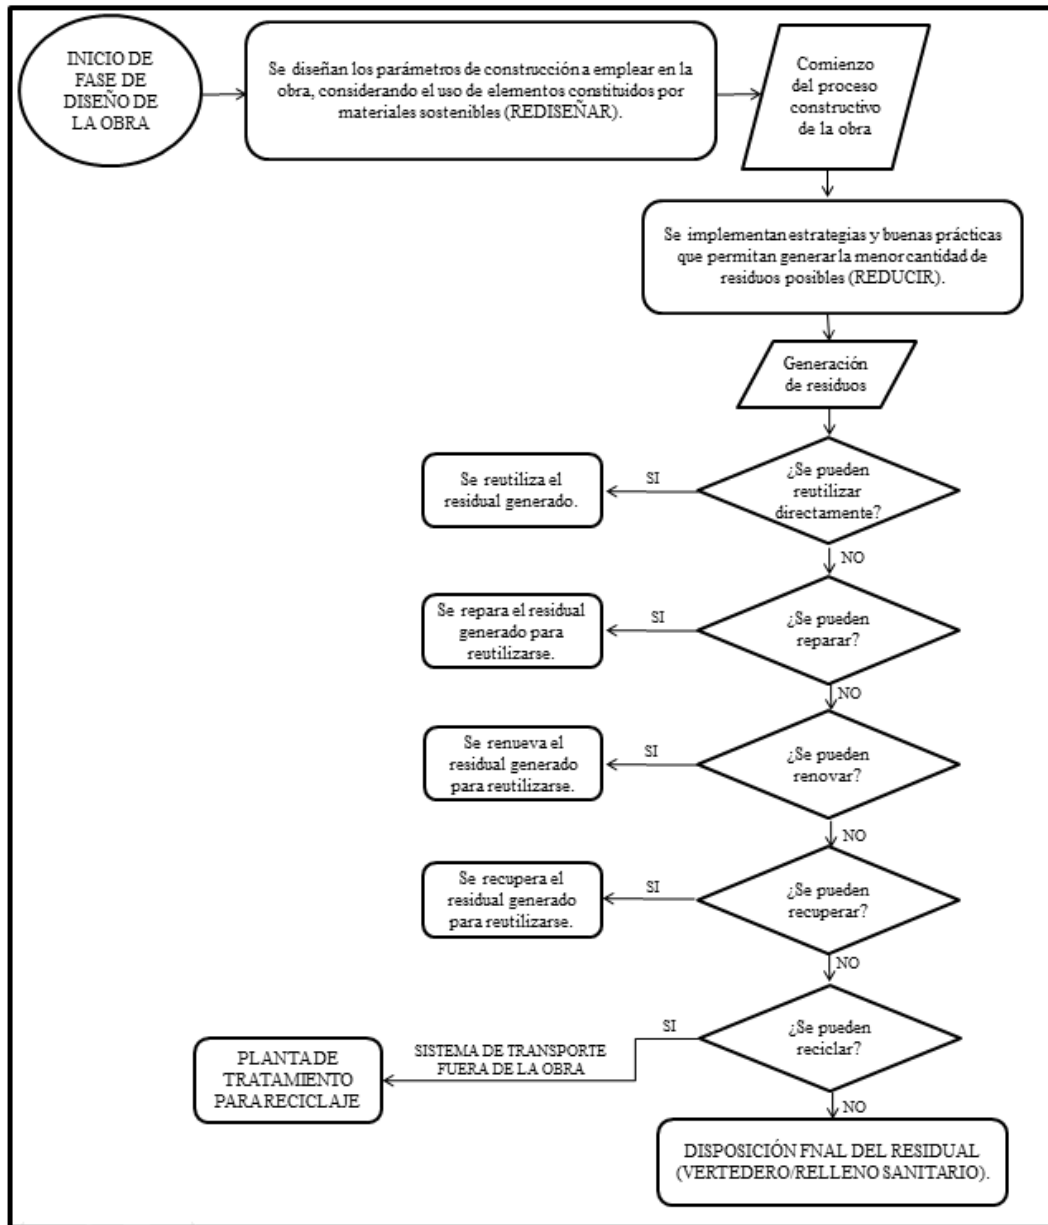 INICIO DE
FASE DE
DISEÑO DE
LA OBRA
Se diseñan los parámetros de construcción a emplear en la
obra, considerando el uso de elementos constituidos por
materiales sostenibles (REDISEÑAR).
Comienzo
del proceso
constructivo
de la obra
Se implementan estrategias y buenas prácticas
que permitan generar la menor cantidad de
residuos posibles (REDUCIR).
Generación
de residuos
¿Se pueden
reutilizar
directamente?
SI
Se reutiliza el
residual generado.
NO
¿Se pueden
reparar?
SI
Se repara el residual
generado para
reutilizarse.
NO
¿Se pueden
renovar?
SI
Se renueva el
residual generado
para reutilizarse.
NO
¿Se pueden
recuperar?
SI
Se recupera el
residual generado
para reutilizarse.
NO
¿Se pueden
reciclar?
SI
SISTEMA DE TRANSPORTE
FUERA DE LA OBRA
PLANTA DE
TRATAMIENTO
PARA RECICLAJE
NO
DISPOSICIÓN FNAL DEL RESIDUAL
(VERTEDERO/RELLENO SANITARIO).